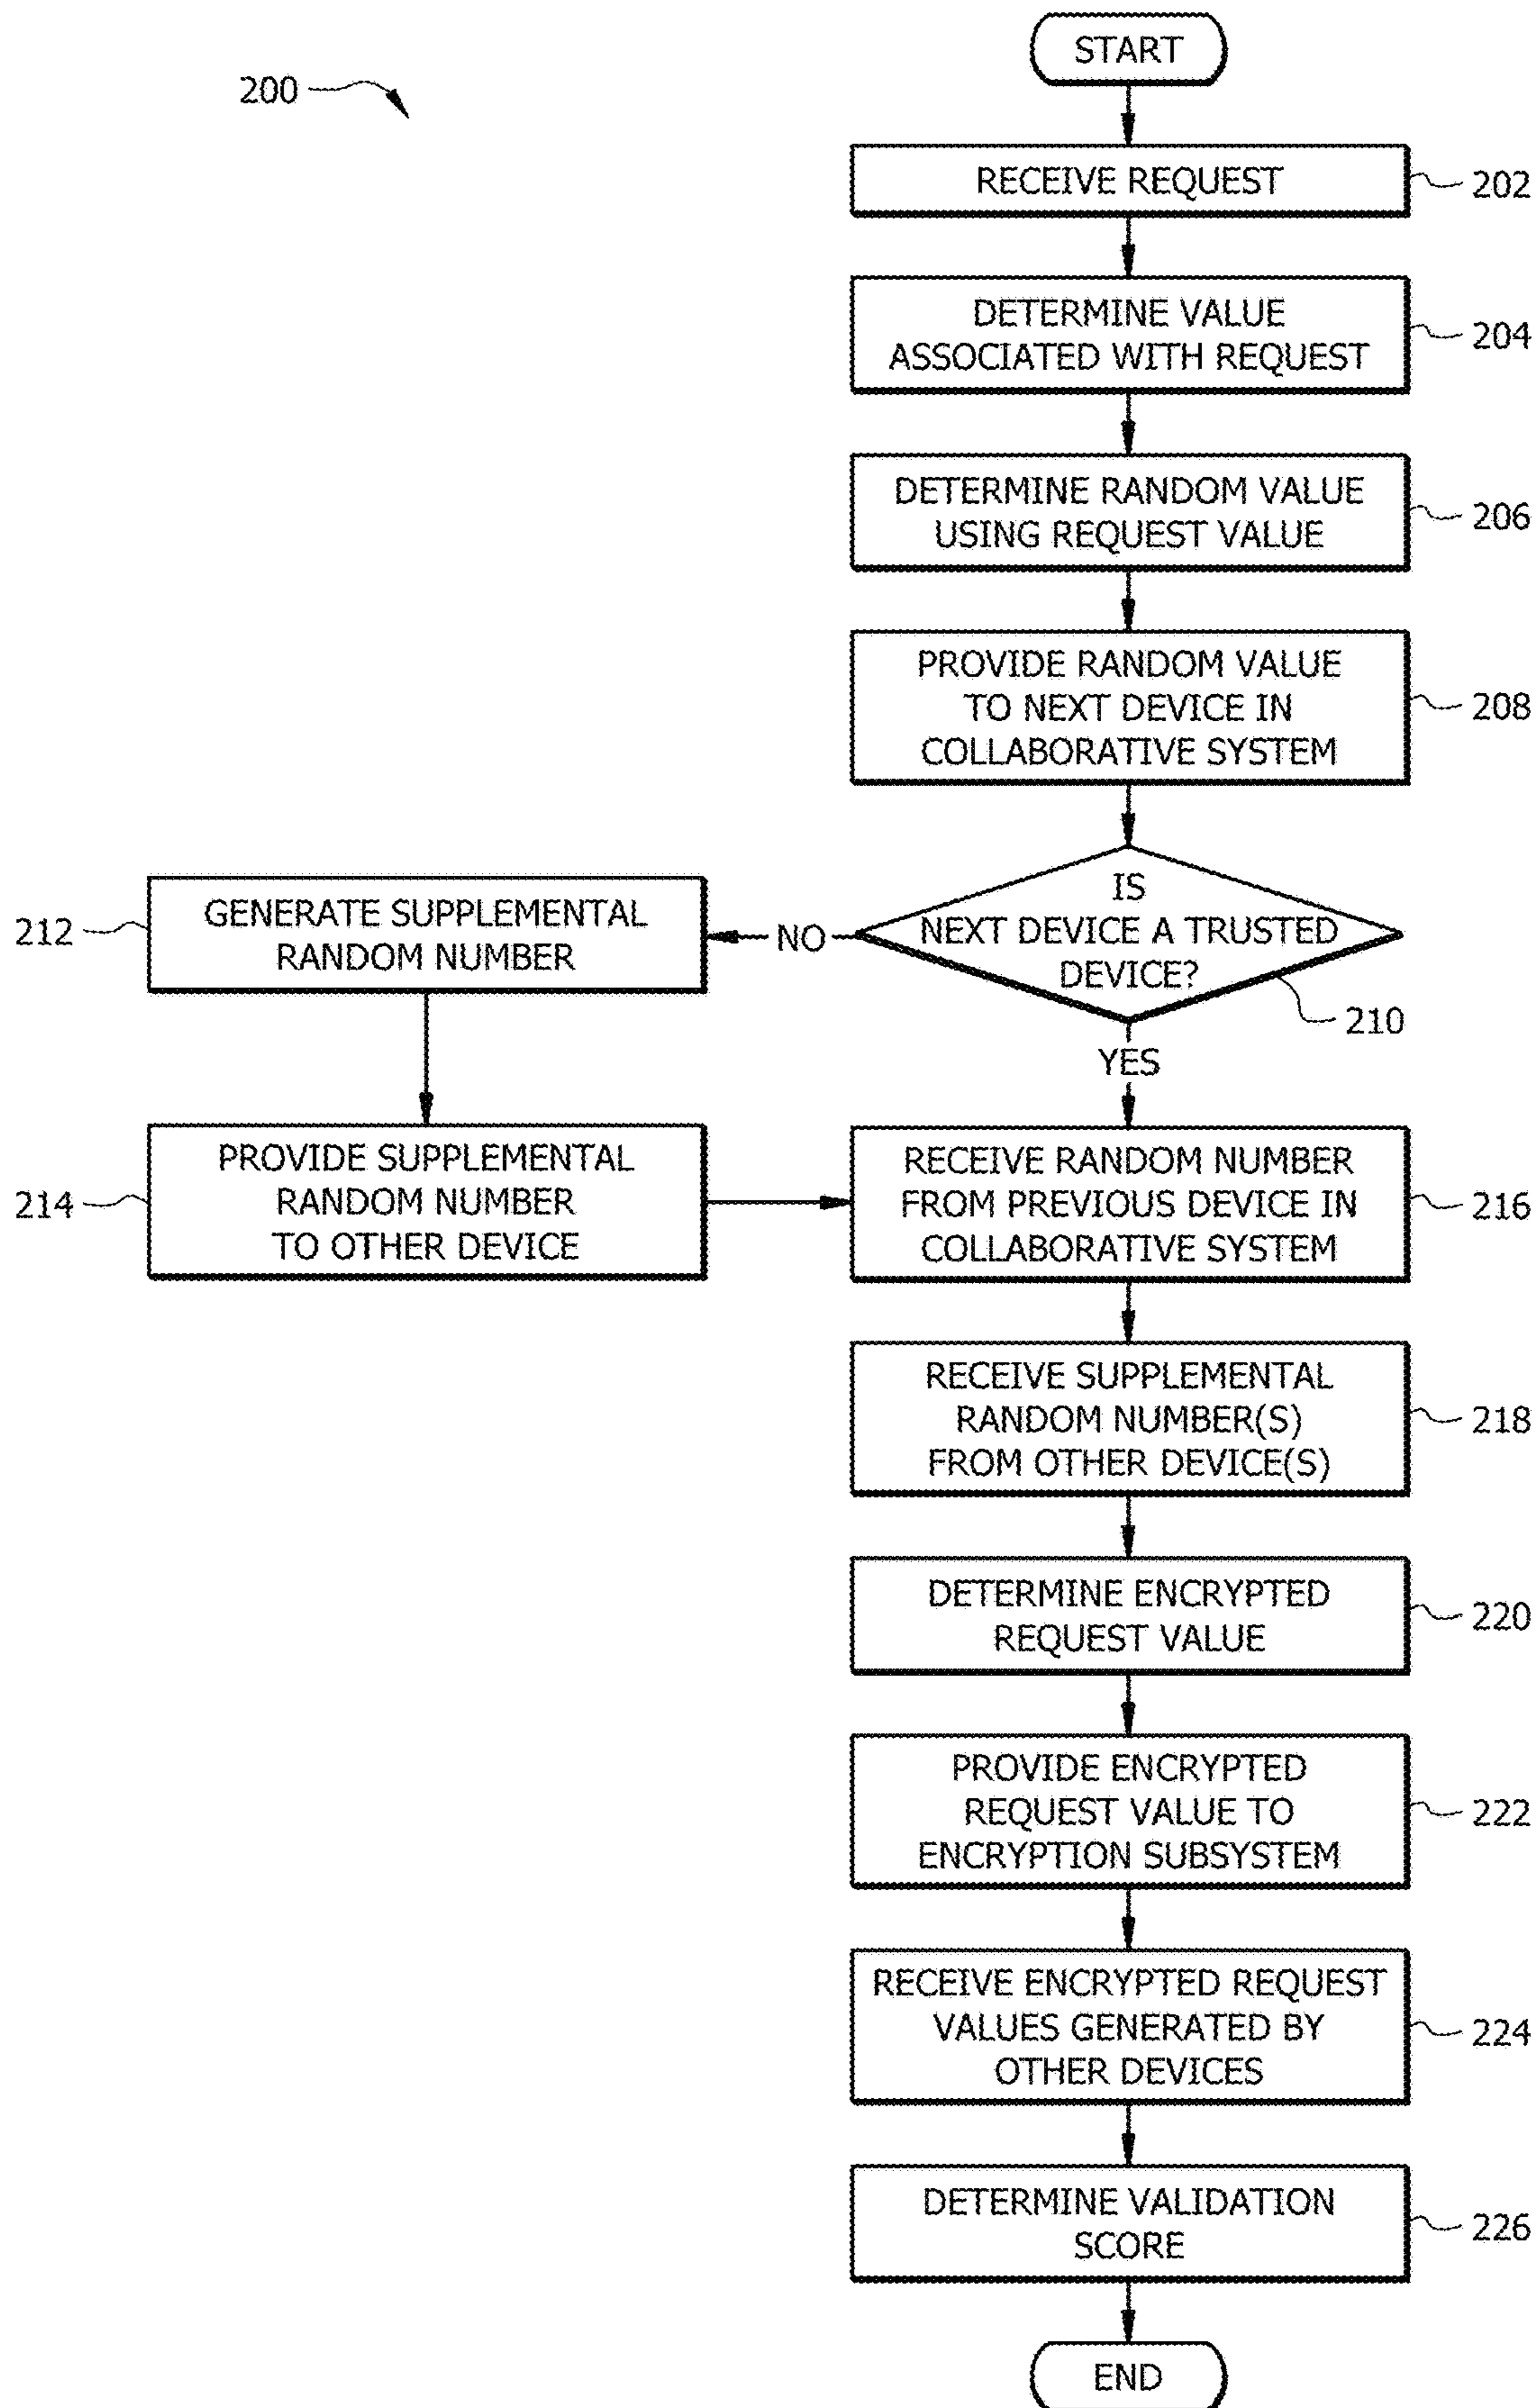 START
200
RECEIVE REQUEST
202
DETERMINE VALUE
ASSOCIATED WITH REQUEST
204
DETERMINE RANDOM VALUE
USING REQUEST VALUE
206
PROVIDE RANDOM VALUE
TO NEXT DEVICE IN
COLLABORATIVE SYSTEM
208
IS
NEXT DEVICE A TRUSTED
DEVICE?
210
NO
GENERATE SUPPLEMENTAL
RANDOM NUMBER
212
PROVIDE SUPPLEMENTAL
RANDOM NUMBER
TO OTHER DEVICE
214
YES
RECEIVE RANDOM NUMBER
FROM PREVIOUS DEVICE IN
COLLABORATIVE SYSTEM
216
RECEIVE SUPPLEMENTAL
RANDOM NUMBER(S)
FROM OTHER DEVICE(S)
218
DETERMINE ENCRYPTED
REQUEST VALUE
220
PROVIDE ENCRYPTED
REQUEST VALUE TO
ENCRYPTION SUBSYSTEM
222
RECEIVE ENCRYPTED REQUEST
VALUES GENERATED BY
OTHER DEVICES
224
DETERMINE VALIDATION
SCORE
226
END